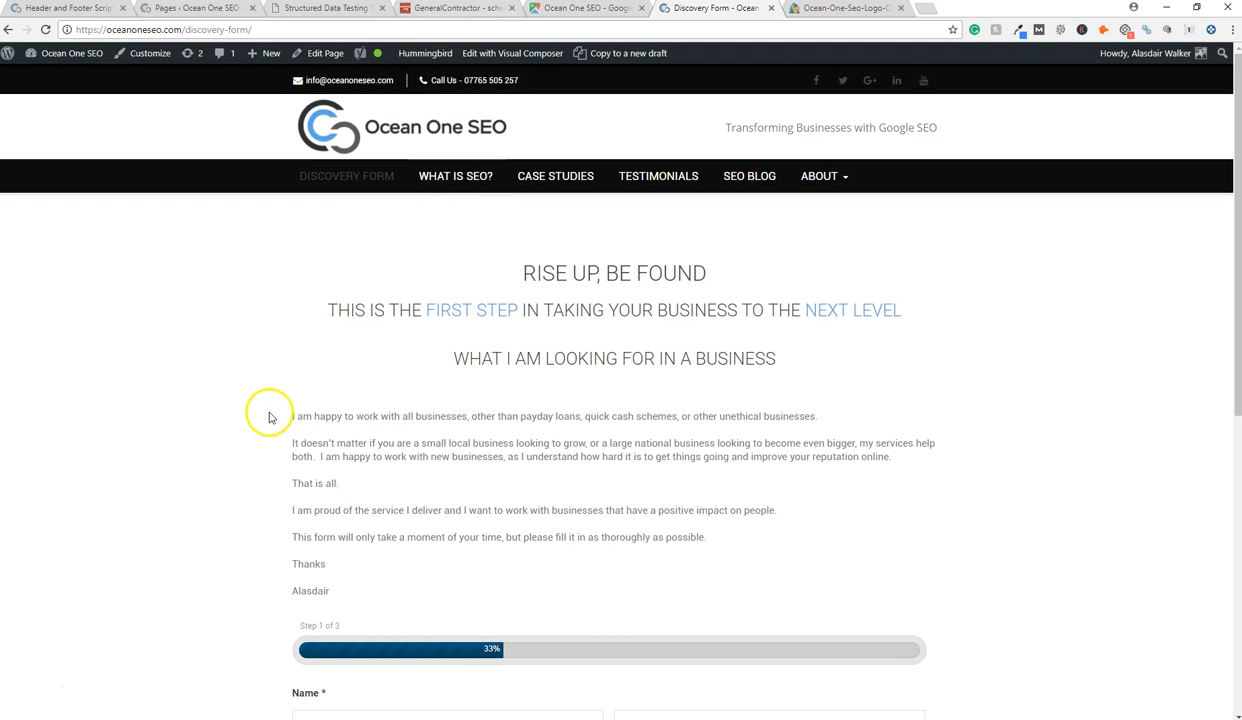 Header and Footer Scrip
Pages ‹ Ocean One SEO –
Structured Data Testing T
GeneralContractor - sche
Ocean One SEO - Google
Discovery Form - Ocean
Ocean-One-Seo-Logo-O
https://oceanoneseo.com/discovery-form/
Ocean One SEO
Customize
2
1
New
Edit Page
Hummingbird
Edit with Visual Composer
Copy to a new draft
Howdy, Alasdair Walker
info@oceanoneseo.com
Call Us - 07765 505 257
Ocean One SEO
Transforming Businesses with Google SEO
DISCOVERY FORM WHAT IS SEO? CASE STUDIES TESTIMONIALS SEO BLOG ABOUT
RISE UP, BE FOUND
THIS IS THE FIRST STEP IN TAKING YOUR BUSINESS TO THE NEXT LEVEL
WHAT I AM LOOKING FOR IN A BUSINESS
I am happy to work with all businesses, other than payday loans, quick cash schemes, or other unethical businesses.
It doesn't matter if you are a small local business looking to grow, or a large national business looking to become even bigger, my services help
both. I am happy to work with new businesses, as I understand how hard it is to get things going and improve your reputation online.
That is all.
I am proud of the service I deliver and I want to work with businesses that have a positive impact on people.
This form will only take a moment of your time, but please fill it in as thoroughly as possible.
Thanks
Alasdair
Step 1 of 3
33%
Name *